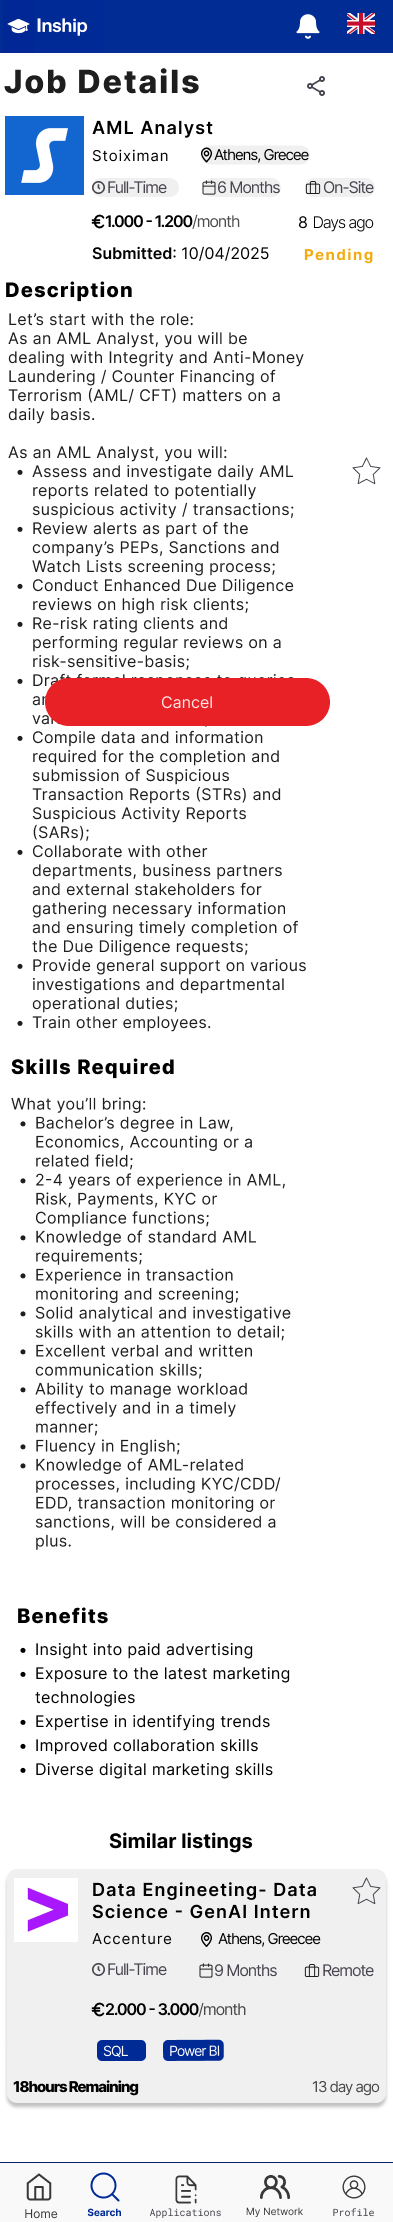 Inship
Job Details
AML Analyst
Stoiximan
Athens, Grecee
Full-Time
6 Months
On-Site
€1.000 - 1.200/month
8 Days ago
Submitted: 10/04/2025
Pending
Description
Let's start with the role:
As an AML Analyst, you will be
dealing with Integrity and Anti-Money
Laundering / Counter Financing of
Terrorism (AML/ CFT) matters on a
daily basis.
As an AML Analyst, you will:
• Assess and investigate daily AML
reports related to potentially
suspicious activity / transactions;
• Review alerts as part of the
company's PEPs, Sanctions and
Watch Lists screening process;
• Conduct Enhanced Due Diligence
reviews on high risk clients;
• Re-risk rating clients and
performing regular reviews on a
risk-sensitive-basis;
Cancel
• Compile data and information
required for the completion and
submission of Suspicious
Transaction Reports (STRs) and
Suspicious Activity Reports
(SARs);
• Collaborate with other
departments, business partners
and external stakeholders for
gathering necessary information
and ensuring timely completion of
the Due Diligence requests;
• Provide general support on various
investigations and departmental
operational duties;
• Train other employees.
Skills Required
What you'll bring:
• Bachelor's degree in Law,
Economics, Accounting or a
related field;
• 2-4 years of experience in AML,
Risk, Payments, KYC or
Compliance functions;
• Knowledge of standard AML
requirements;
• Experience in transaction
monitoring and screening;
• Solid analytical and investigative
skills with an attention to detail;
• Excellent verbal and written
communication skills;
• Ability to manage workload
effectively and in a timely
manner;
• Fluency in English;
• Knowledge of AML-related
processes, including KYC/CDD/
EDD, transaction monitoring or
sanctions, will be considered a
plus.
Benefits
• Insight into paid advertising
• Exposure to the latest marketing
technologies
• Expertise in identifying trends
• Improved collaboration skills
• Diverse digital marketing skills
Similar listings
Data Engineeting- Data
Science - GenAI Intern
Accenture
Athens, Greecee
Full-Time
9 Months
Remote
€2.000 - 3.000/month
SQL
Power BI
18hours Remaining
13 day ago
Home
Search
Applications
My Network
Profile